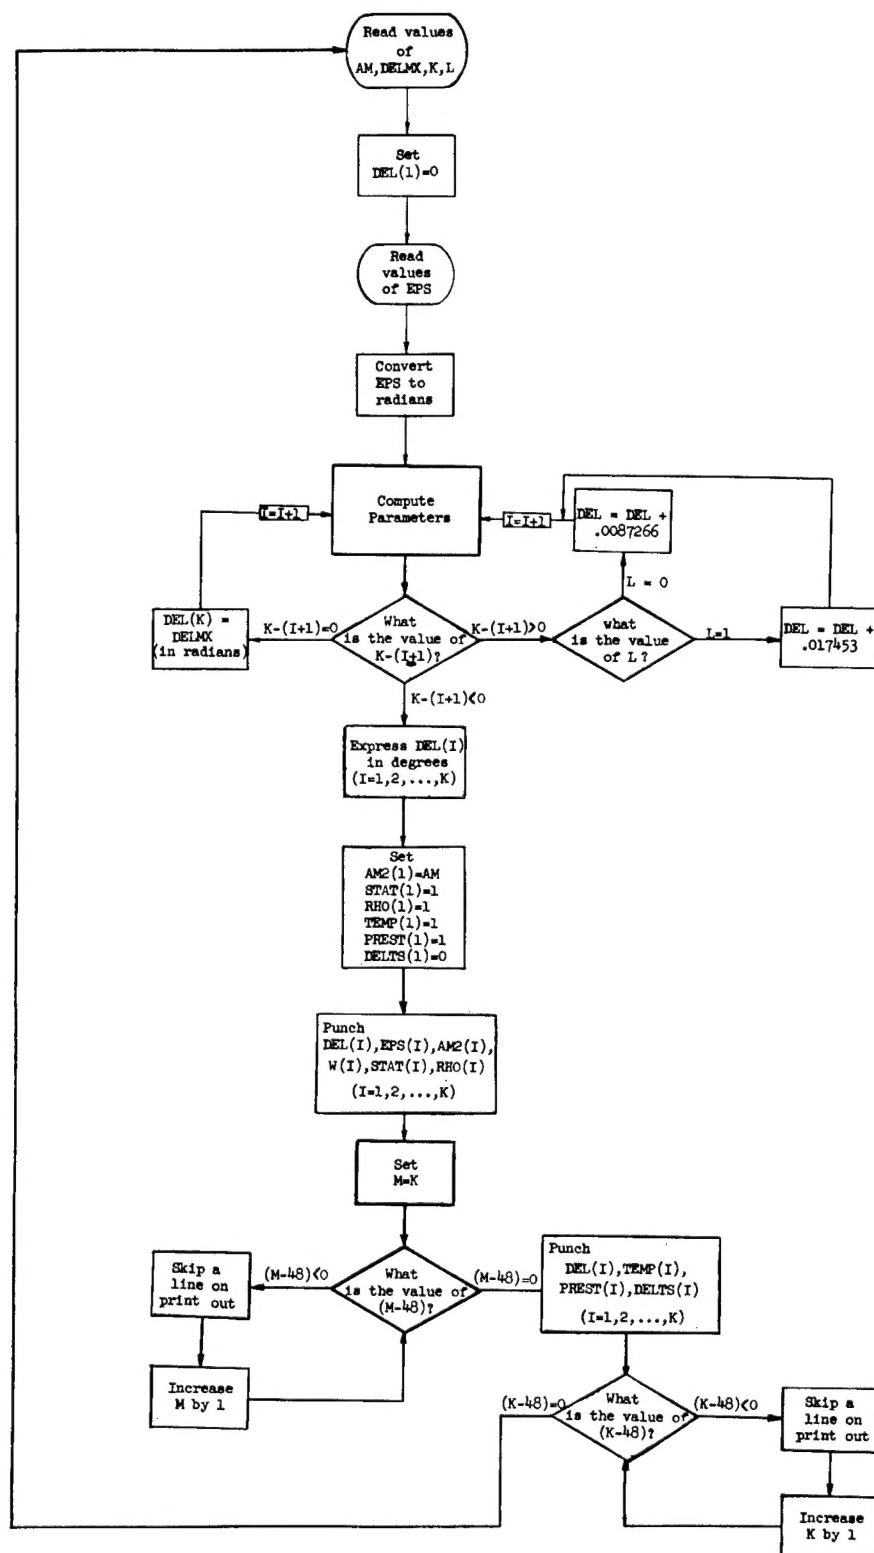 Read values
of
AM,DELMX,K,L
Set
DEL(1)=0
Read
values
of EPS
Convert
EPS to
radians
Compute
Parameters
I=I+1
I=I+1
DEL = DEL +
.0087266
L = 0
What
is the value of
K-(I+1)?
K-(I+1)=0
DEL(K) =
DELMX
(in radians)
K-(I+1)>0
what
is the value
of L?
L=1
DEL = DEL +
.017453
K-(I+1)<0
Express DEL(I)
in degrees
(I=1,2,...,K)
Set
AM2(1)=AM
STAT(1)=1
RHO(1)=1
TEMP(1)=1
PREST(1)=1
DELTS(1)=0
Punch
DEL(I),EPS(I),AM2(I),
W(I),STAT(I),RHO(I)
(I=1,2,...,K)
Set
M=K
What
is the value of
(M-48)?
(M-48)<0
Skip a
line on
print out
Increase
M by 1
(M-48)=0
Punch
DEL(I),TEMP(I),
PREST(I),DELTS(I)
(I=1,2,...,K)
What
is the value of
(K-48)?
(K-48)=0
(K-48)<0
Skip a
line on
print out
Increase
K by 1